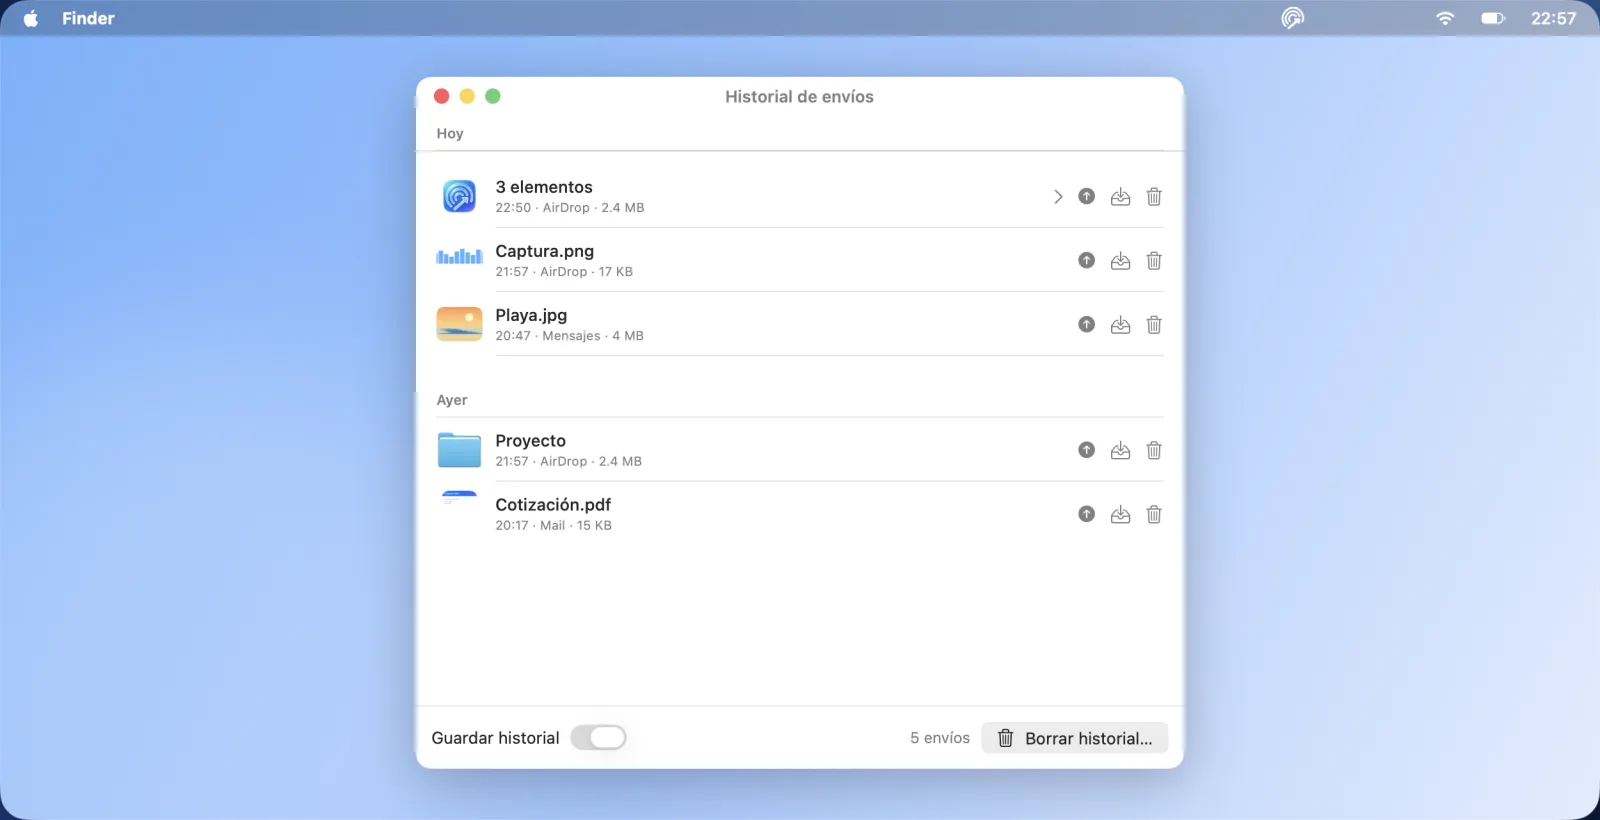 Finder
22:57
Historial de envíos
Hoy
3 elementos
22:50 · AirDrop · 2.4 MB
Captura.png
21:57 · AirDrop · 17 KB
Playa.jpg
20:47 · Mensajes · 4 MB
Ayer
Proyecto
21:57 · AirDrop · 2.4 MB
Cotización.pdf
20:17 · Mail · 15 KB
Guardar historial
5 envíos
Borrar historial...